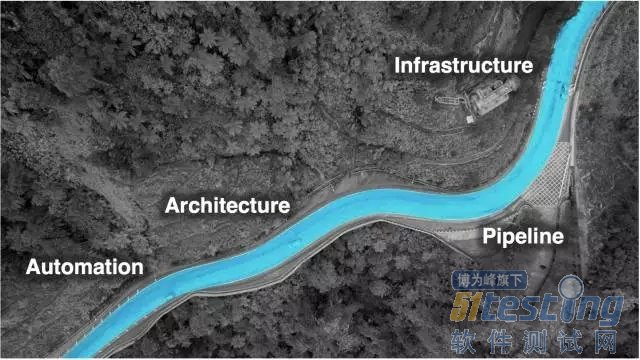 Infrastructure
Architecture
Pipeline
Automation
博为峰旗下
51testing
软件测试网